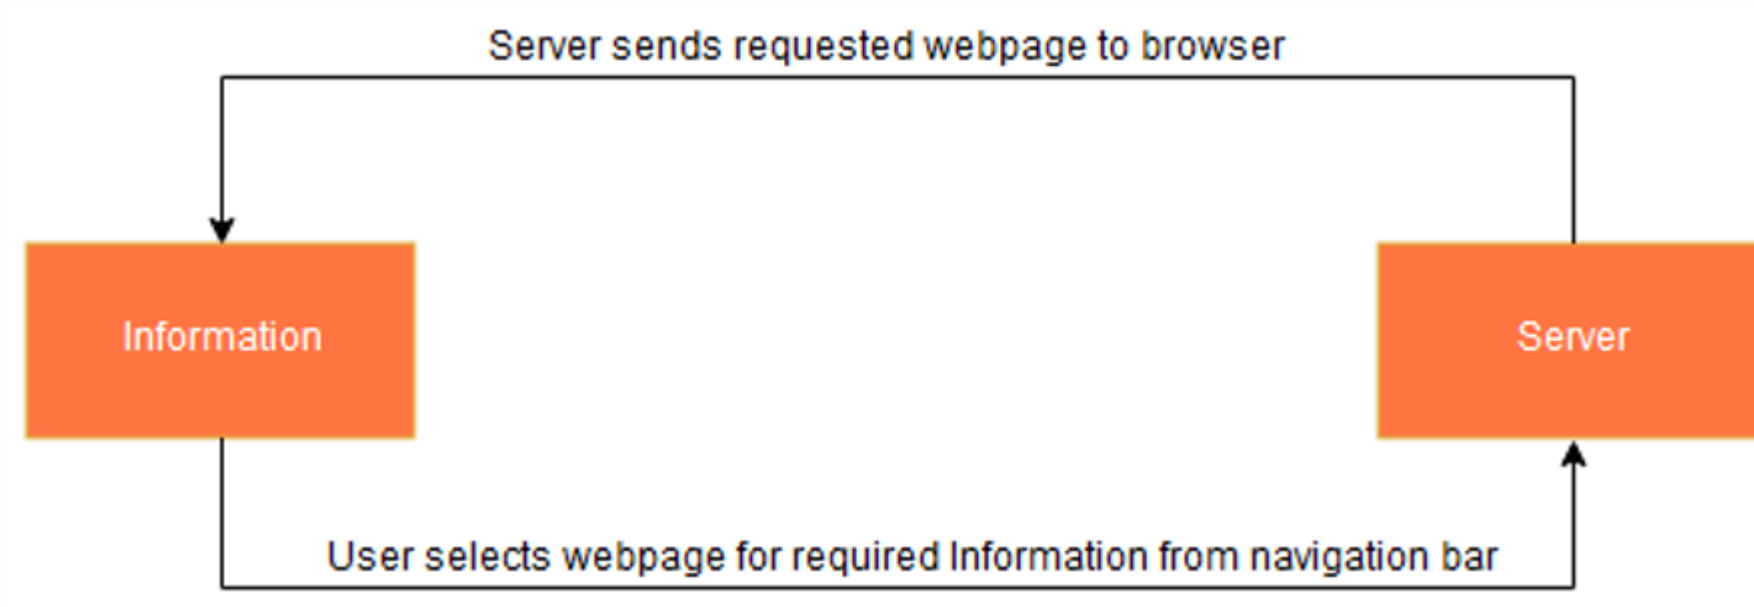 Server sends requested webpage to browser
Information
Server
User selects webpage for required Information from navigation bar